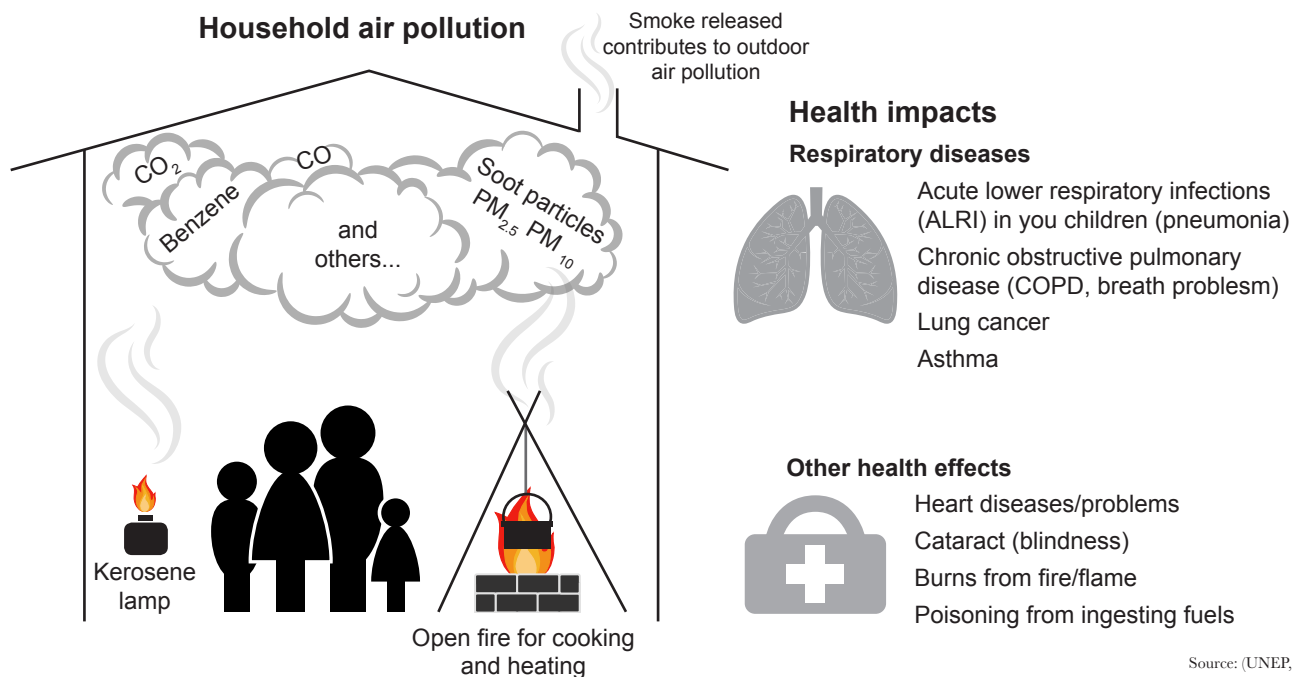 Household air pollution
Smoke released
contributes to outdoor
air pollution
CO2
Benzene
CO
and
others...
Soot particles
PM2.5 PM10
Kerosene
lamp
Open fire for cooking
and heating
Health impacts
Respiratory diseases
Acute lower respiratory infections
(ALRI) in you children (pneumonia)
Chronic obstructive pulmonary
disease (COPD, breath problesm)
Lung cancer
Asthma
Other health effects
Heart diseases/problems
Cataract (blindness)
Burns from fire/flame
Poisoning from ingesting fuels
Source: (UNEP,